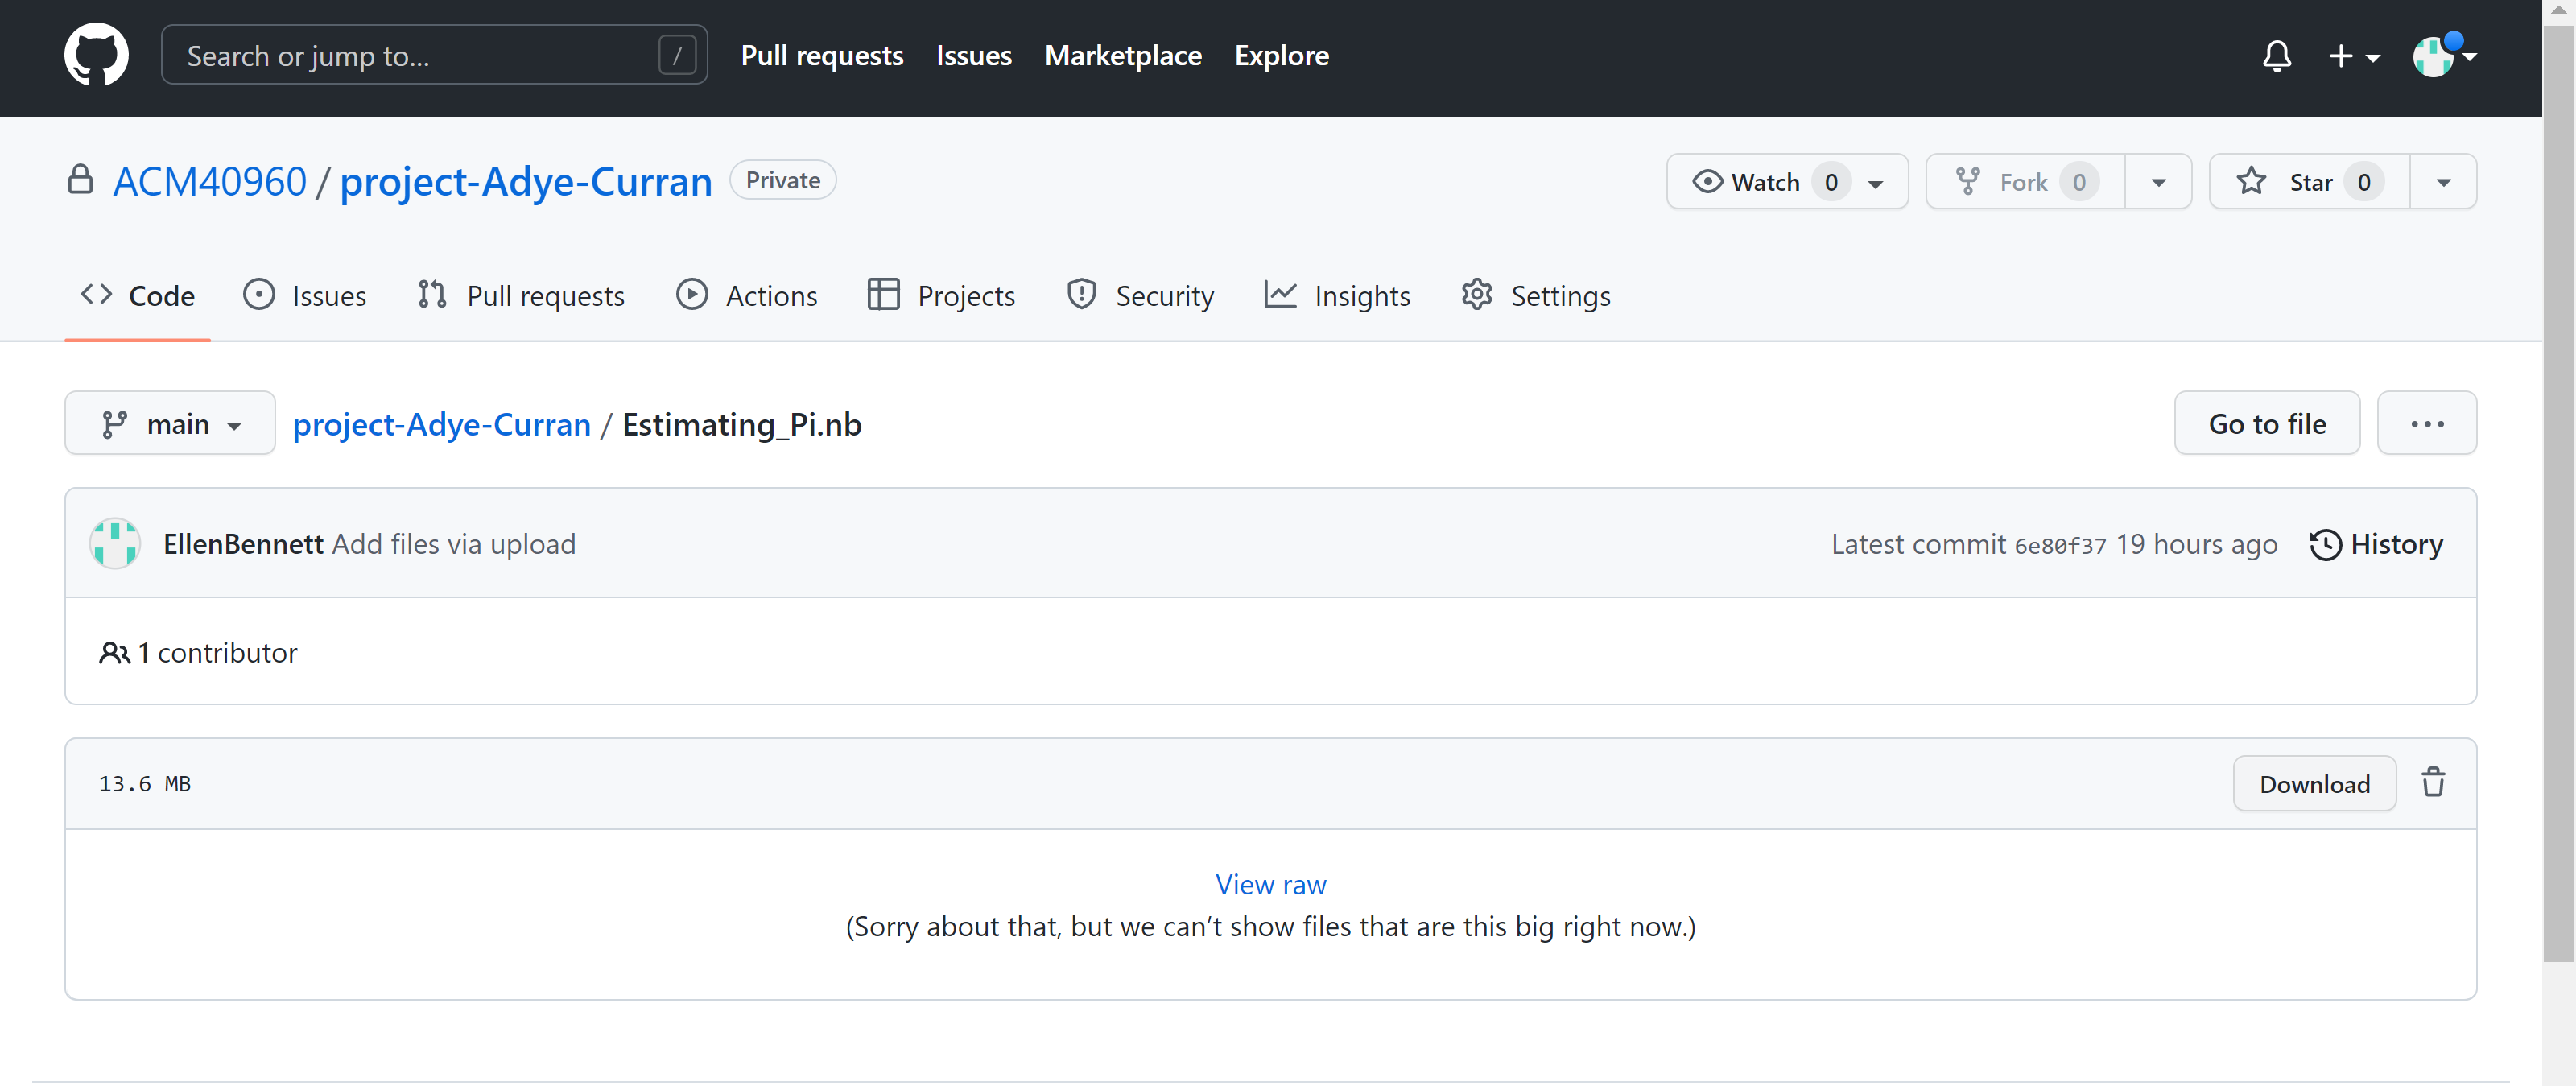 Search or jump to... /
Pull requests Issues Marketplace Explore
ACM40960 / project-Adye-Curran Private
Watch 0 Fork 0 Star 0
Code Issues Pull requests Actions Projects Security Insights Settings
main project-Adye-Curran / Estimating_Pi.nb Go to file ...
EllenBennett Add files via upload Latest commit 6e80f37 19 hours ago History
1 contributor
13.6 MB Download
View raw
(Sorry about that, but we can’t show files that are this big right now.)